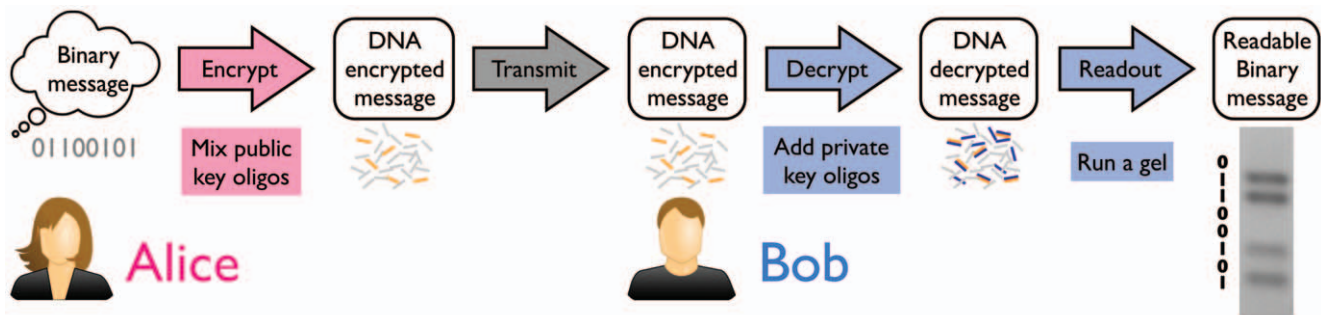 Binary
message
01100101
Encrypt
Mix public
key oligos
DNA
encrypted
message
Transmit
DNA
encrypted
message
Decrypt
Add private
key oligos
DNA
decrypted
message
Readout
Run a gel
Readable
Binary
message
0
1
1
0
0
1
0
1
Alice
Bob